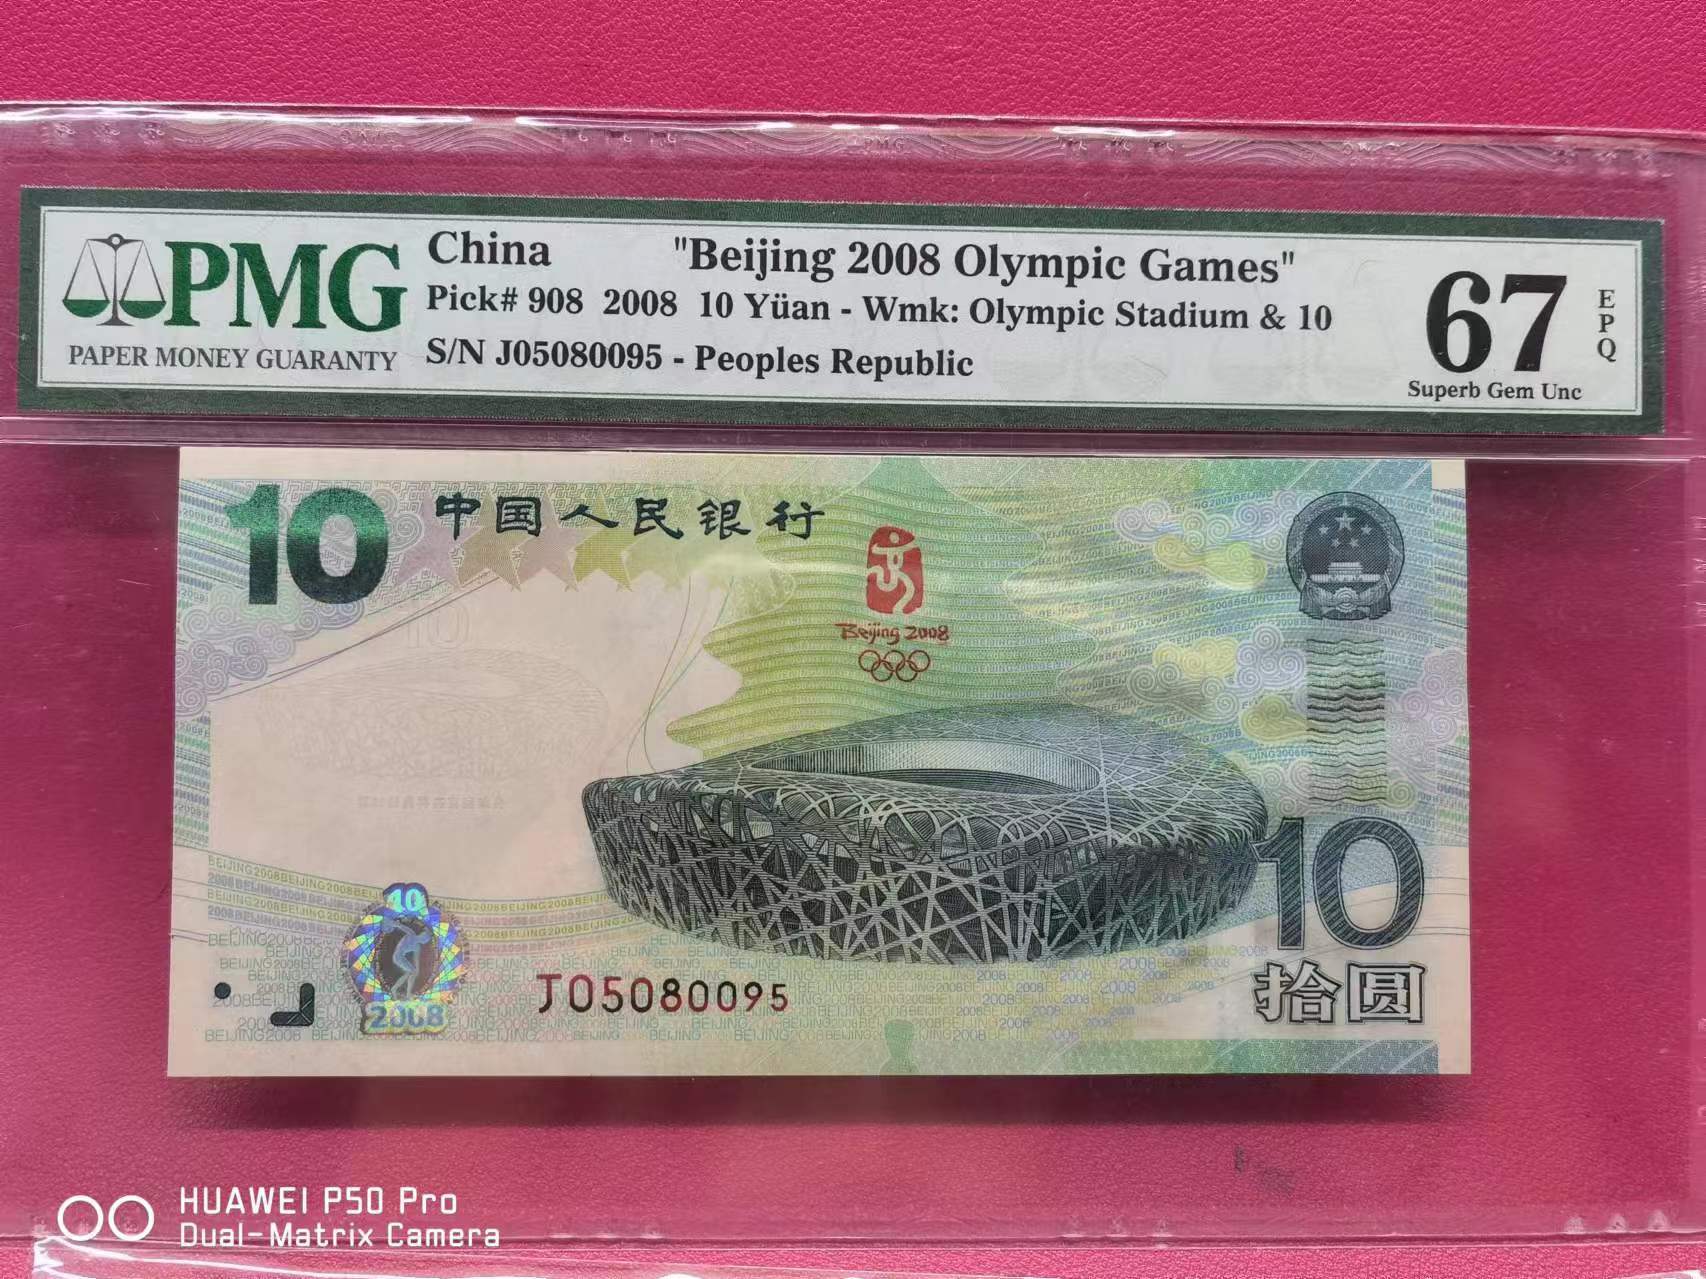 PMG
PAPER MONEY GUARANTY
China "Beijing 2008 Olympic Games"
Pick# 908 2008 10 Yüan - Wmk: Olympic Stadium & 10
S/N J05080095 - Peoples Republic
67
EPQ
Superb Gem Unc
10
中国人民银行
Beijing 2008
10
2008
J05080095
10
拾圆
HUAWEI P50 Pro
Dual-Matrix Camera